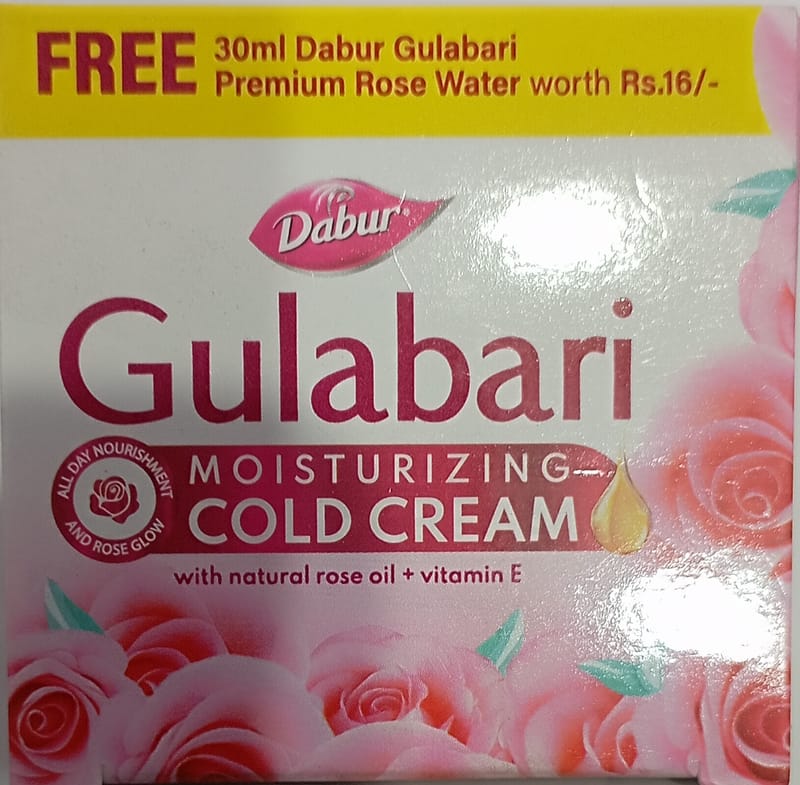 FREE 30ml Dabur Gulabari
Premium Rose Water worth Rs.16/-
Dabur
Gulabari
ALL DAY NOURISHMENT
AND ROSE GLOW
MOISTURIZING
COLD CREAM
with natural rose oil + vitamin E